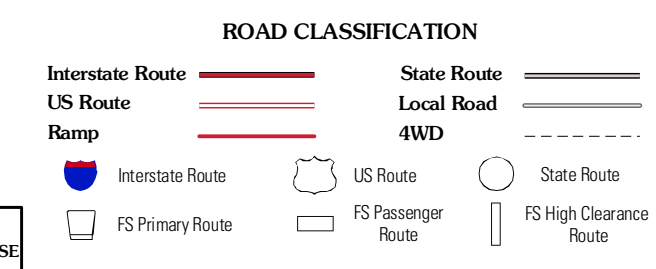 ROAD CLASSIFICATION
Interstate Route
State Route
US Route
Local Road
Ramp
4WD
Interstate Route
US Route
State Route
FS Primary Route
FS Passenger
Route
FS High Clearance
Route
SE